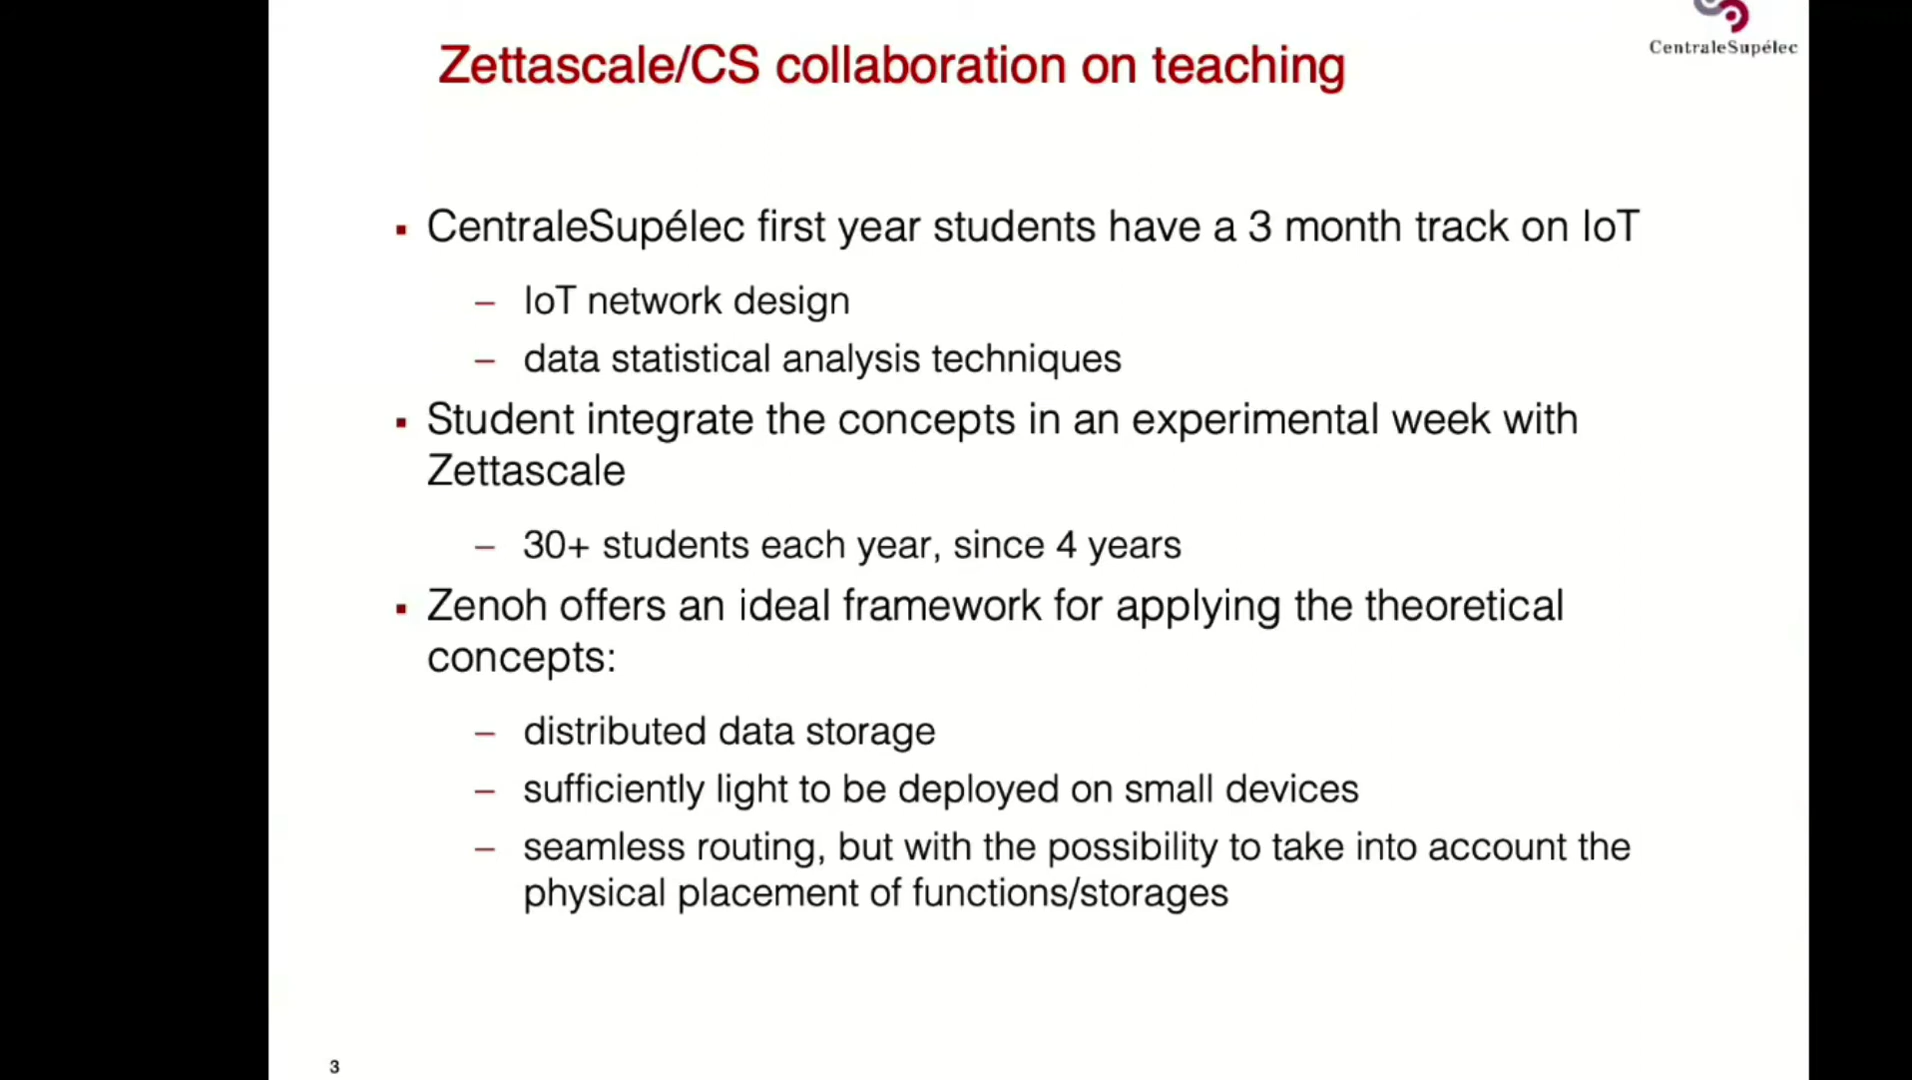 CentraleSupélec
Zettascale/CS collaboration on teaching
▪ CentraleSupélec first year students have a 3 month track on IoT
– IoT network design
– data statistical analysis techniques
▪ Student integrate the concepts in an experimental week with
Zettascale
– 30+ students each year, since 4 years
▪ Zenoh offers an ideal framework for applying the theoretical
concepts:
– distributed data storage
– sufficiently light to be deployed on small devices
– seamless routing, but with the possibility to take into account the
physical placement of functions/storages
3